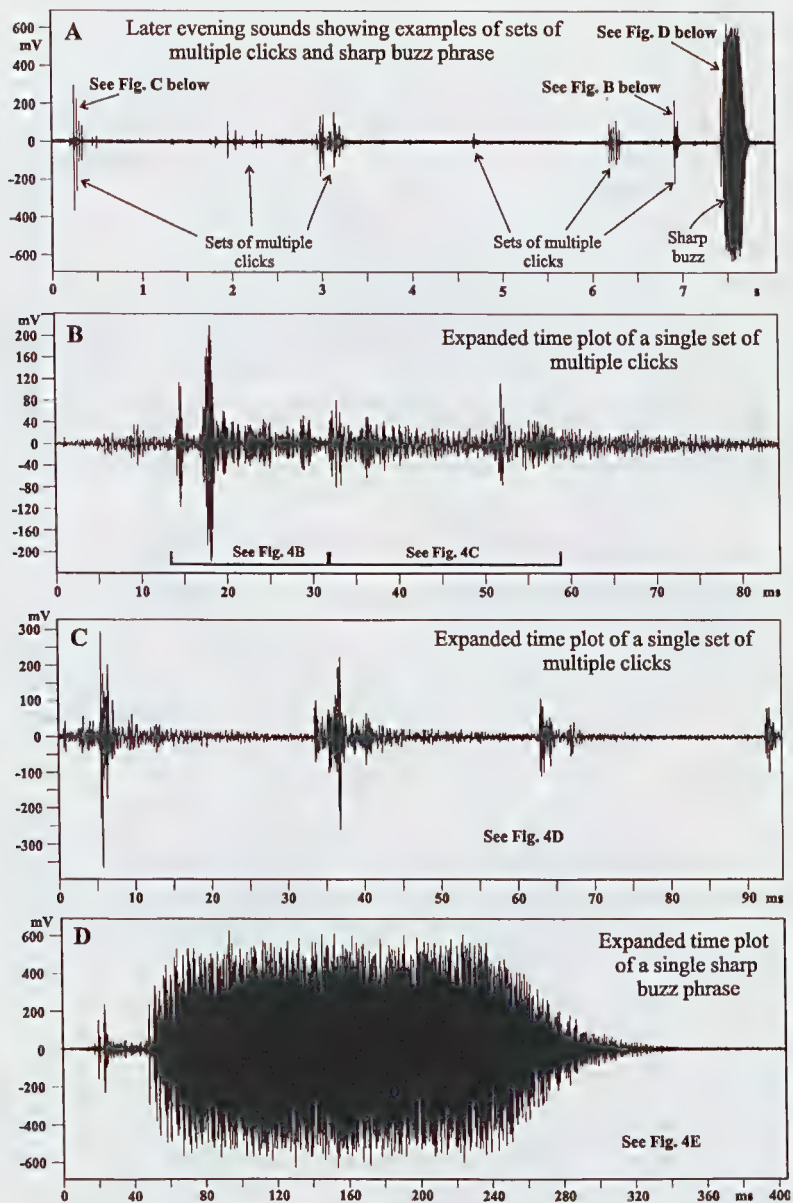 A
Later evening sounds showing examples of sets of
multiple clicks and sharp buzz phrase
See Fig. D below
See Fig. C below
See Fig. B below
mV
600
400
200
0
-200
-400
-600
Sets of multiple
clicks
Sets of multiple
clicks
Sharp
buzz
0 1 2 3 4 5 6 7 s
B
Expanded time plot of a single set of
multiple clicks
mV
200
160
120
80
40
0
-40
-80
-120
-160
-200
See Fig. 4B
See Fig. 4C
0 10 20 30 40 50 60 70 80 ms
C
Expanded time plot of a single set of
multiple clicks
mV
300
200
100
0
-100
-200
-300
See Fig. 4D
0 10 20 30 40 50 60 70 80 90 ms
D
Expanded time plot
of a single sharp
buzz phrase
mV
600
400
200
0
-200
-400
-600
See Fig. 4E
0 40 80 120 160 200 240 280 320 360 ms 400